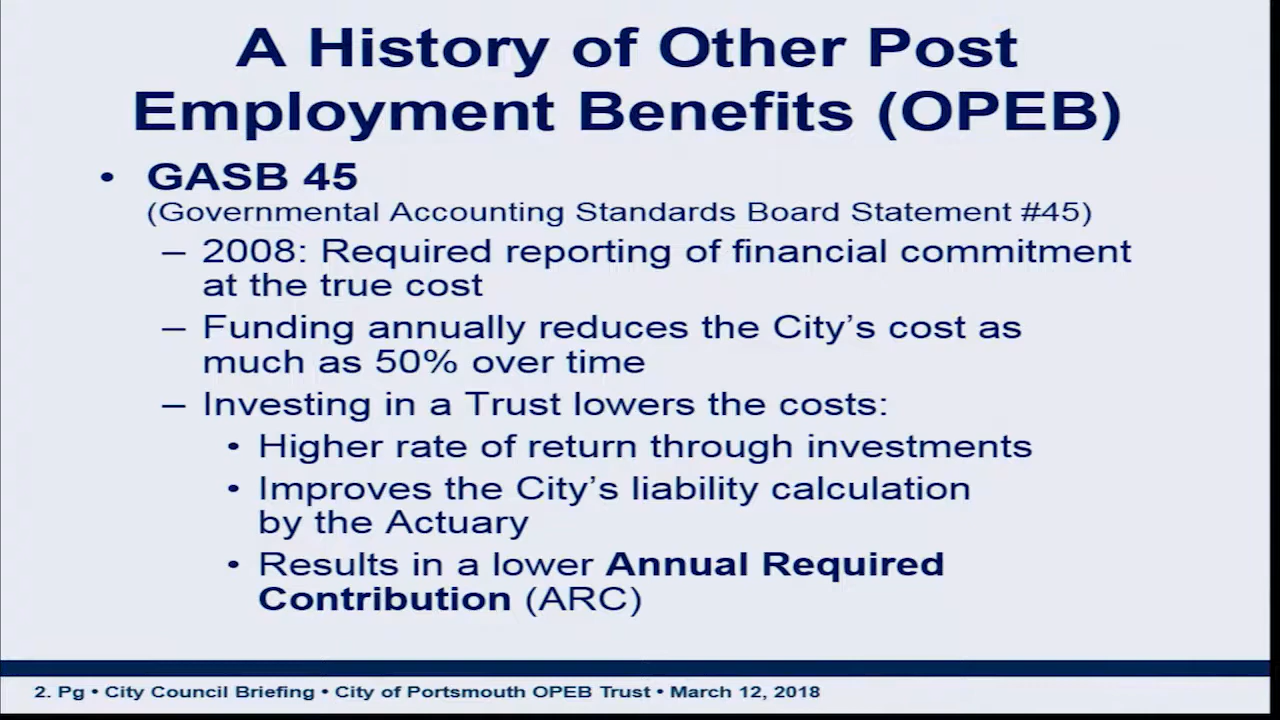 A History of Other Post
Employment Benefits (OPEB)
• GASB 45
(Governmental Accounting Standards Board Statement #45)
– 2008: Required reporting of financial commitment
at the true cost
– Funding annually reduces the City’s cost as
much as 50% over time
– Investing in a Trust lowers the costs:
• Higher rate of return through investments
• Improves the City’s liability calculation
by the Actuary
• Results in a lower Annual Required
Contribution (ARC)
2. Pg • City Council Briefing • City of Portsmouth OPEB Trust • March 12, 2018